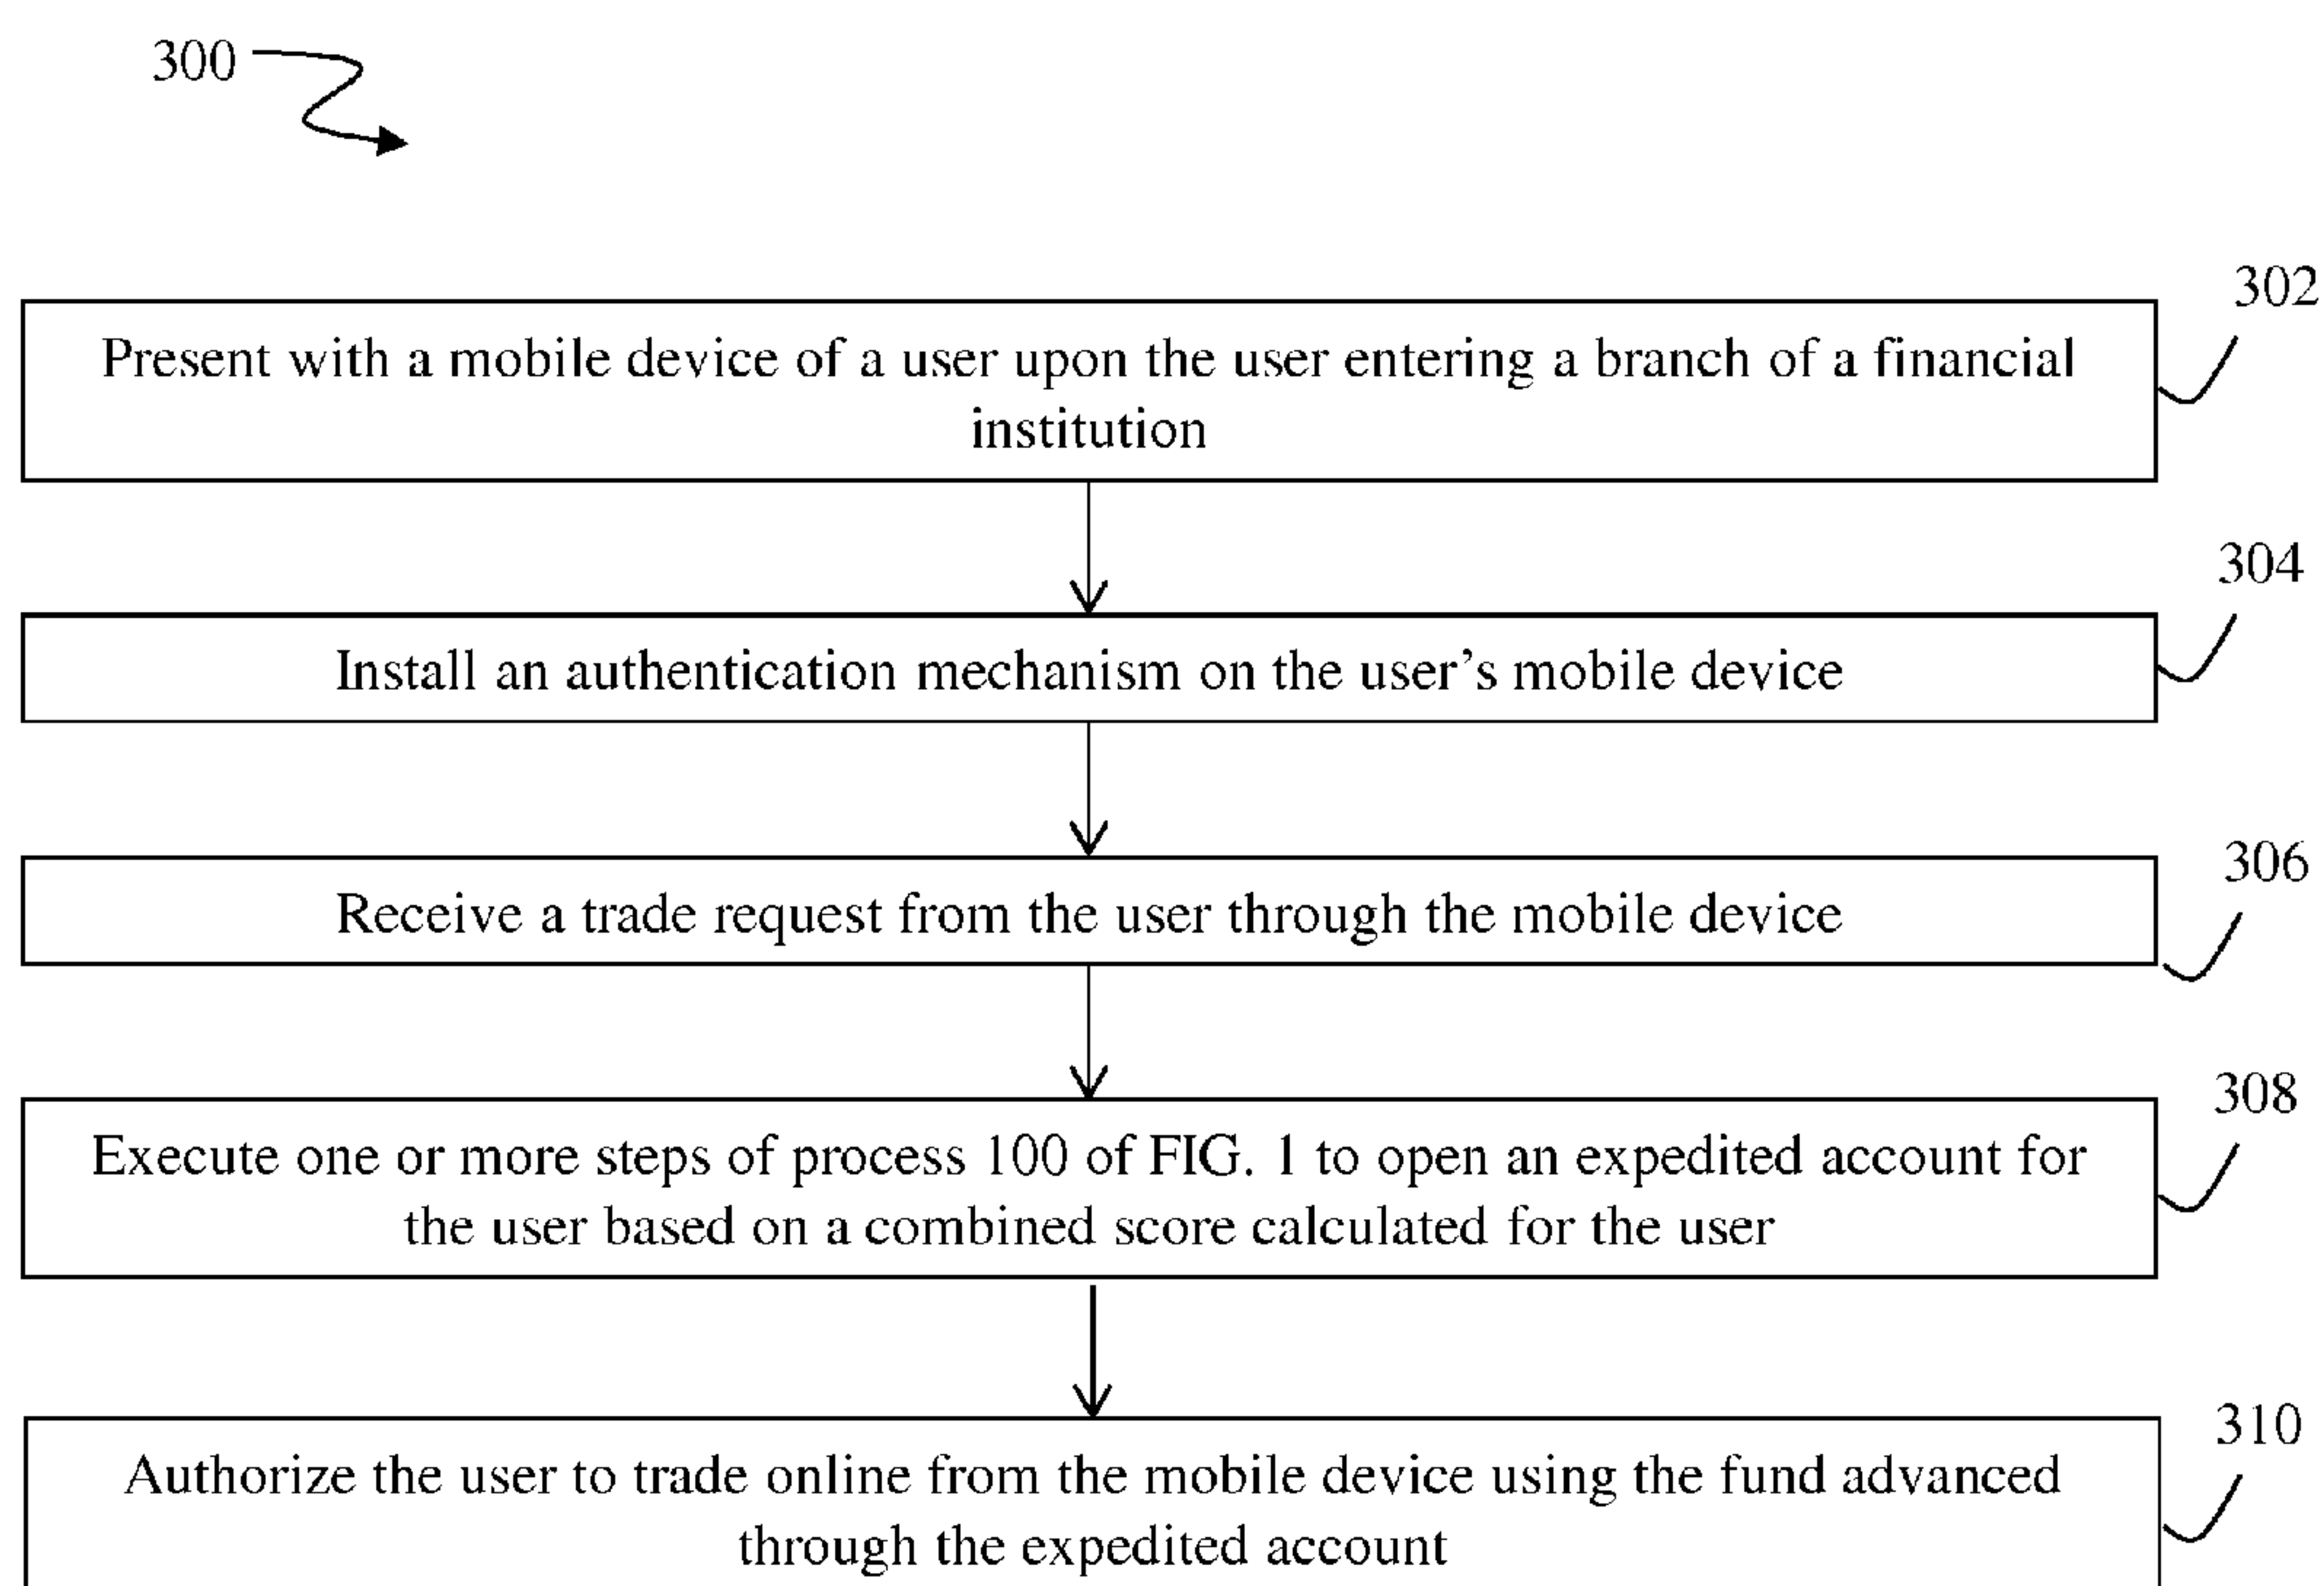 300
302
Present with a mobile device of a user upon the user entering a branch of a financial
institution
304
Install an authentication mechanism on the user’s mobile device
306
Receive a trade request from the user through the mobile device
308
Execute one or more steps of process 100 of FIG. 1 to open an expedited account for
the user based on a combined score calculated for the user
310
Authorize the user to trade online from the mobile device using the fund advanced
through the expedited account